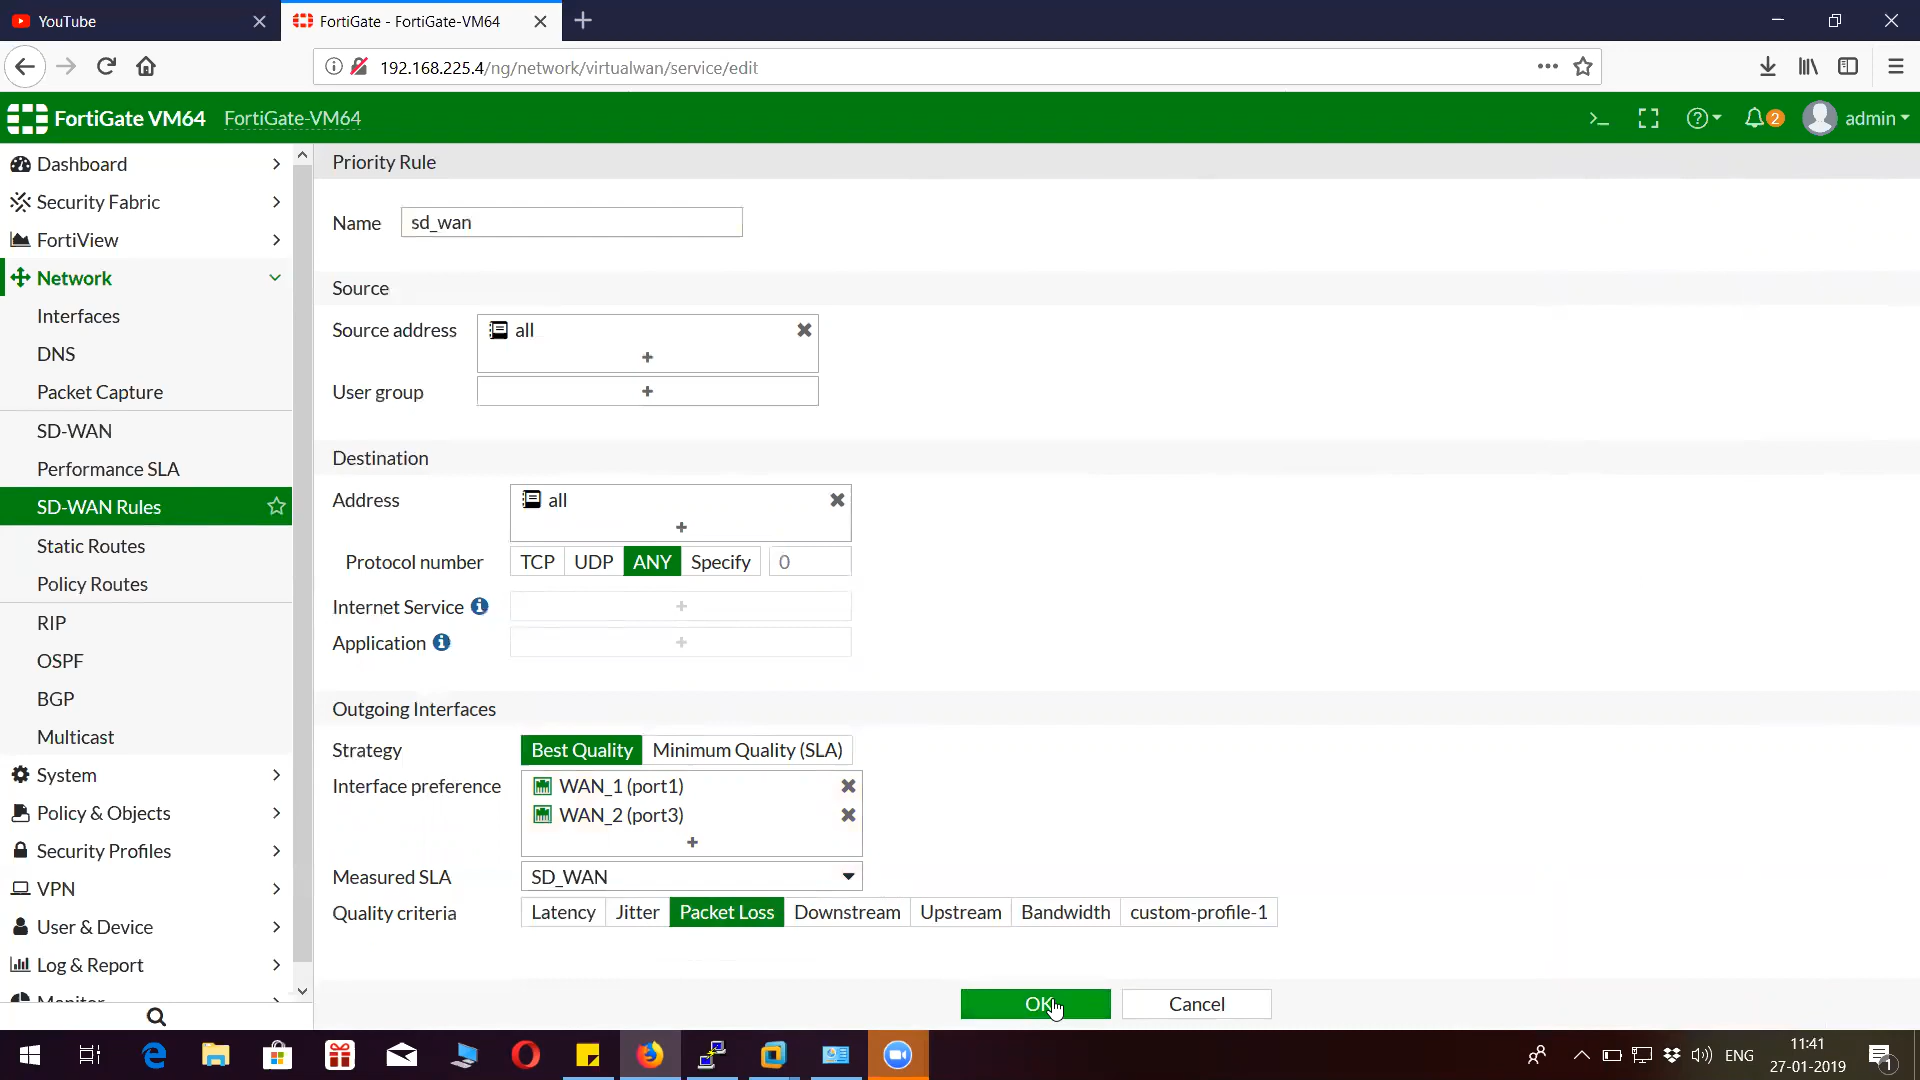 YouTube
FortiGate - FortiGate-VM64
192.168.225.4/ng/network/virtualwan/service/edit
FortiGate VM64
FortiGate-VM64
2
admin
Dashboard
Security Fabric
FortiView
Network
Interfaces
DNS
Packet Capture
SD-WAN
Performance SLA
SD-WAN Rules
Static Routes
Policy Routes
RIP
OSPF
BGP
Multicast
System
Policy & Objects
Security Profiles
VPN
User & Device
Log & Report
Monitor
Priority Rule
Name sd_wan
Source
Source address all
User group
Destination
Address all
Protocol number TCP UDP ANY Specify 0
Internet Service
Application
Outgoing Interfaces
Strategy Best Quality Minimum Quality (SLA)
Interface preference WAN_1 (port1)
WAN_2 (port3)
Measured SLA SD_WAN
Quality criteria Latency Jitter Packet Loss Downstream Upstream Bandwidth custom-profile-1
OK Cancel
ENG
11:41
27-01-2019
1